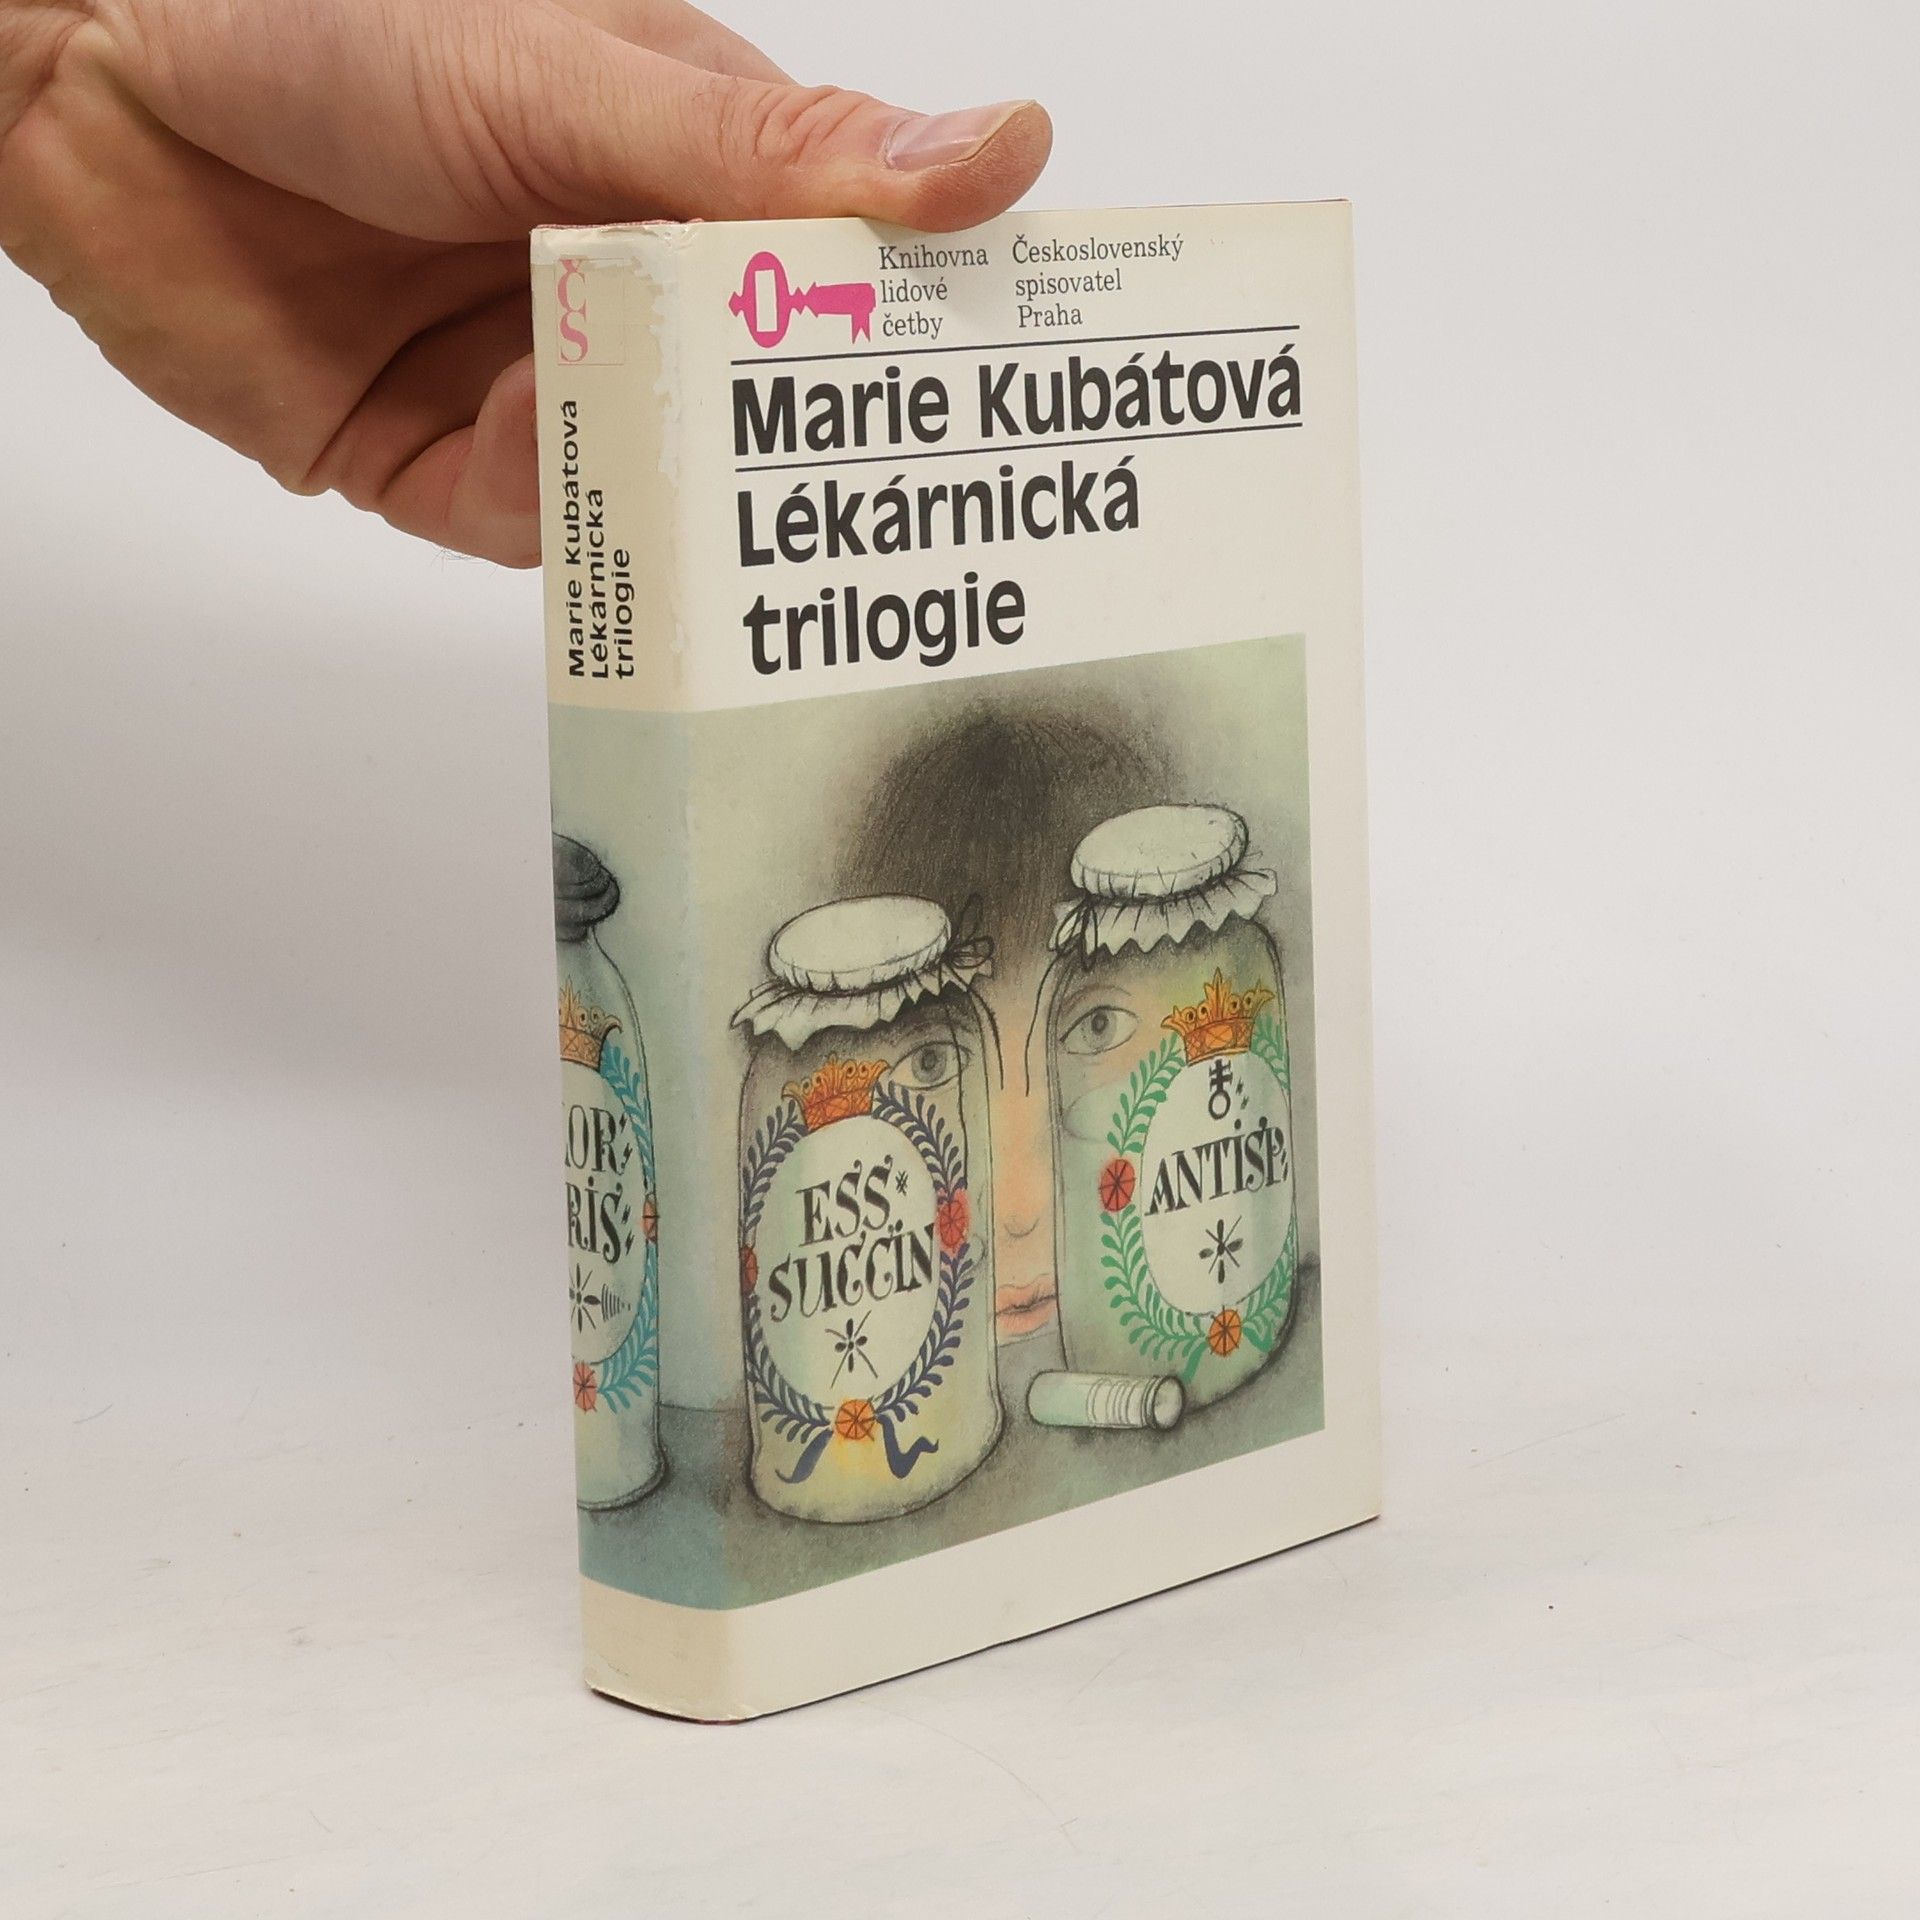 Knihovna
lidové
četby
Československý
spisovatel
Praha
Marie Kubátová
Lékárnická
trilogie
ČS
Marie Kubátová
Lékárnická
trilogie
ESS
SUCCIN
ANTISP